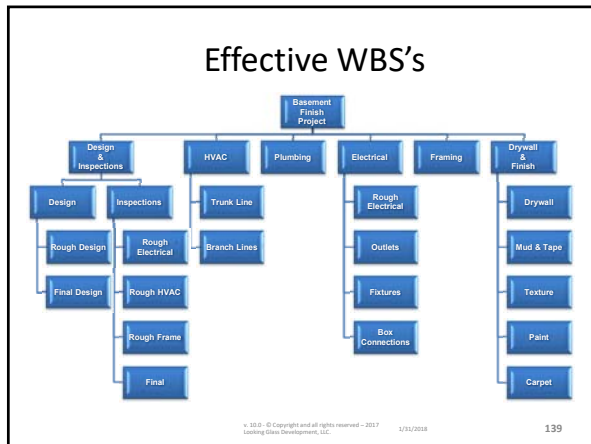 Effective WBS’s
Basement
Finish
Project
Design
&
Inspections
HVAC
Plumbing
Electrical
Framing
Drywall
&
Finish
Design
Inspections
Rough Design
Final Design
Rough
Electrical
Rough HVAC
Rough Frame
Final
Trunk Line
Branch Lines
Rough
Electrical
Outlets
Fixtures
Box
Connections
Drywall
Mud & Tape
Texture
Paint
Carpet
v. 10.0 - © Copyright and all rights reserved – 2017
Looking Glass Development, LLC.
1/31/2018
139